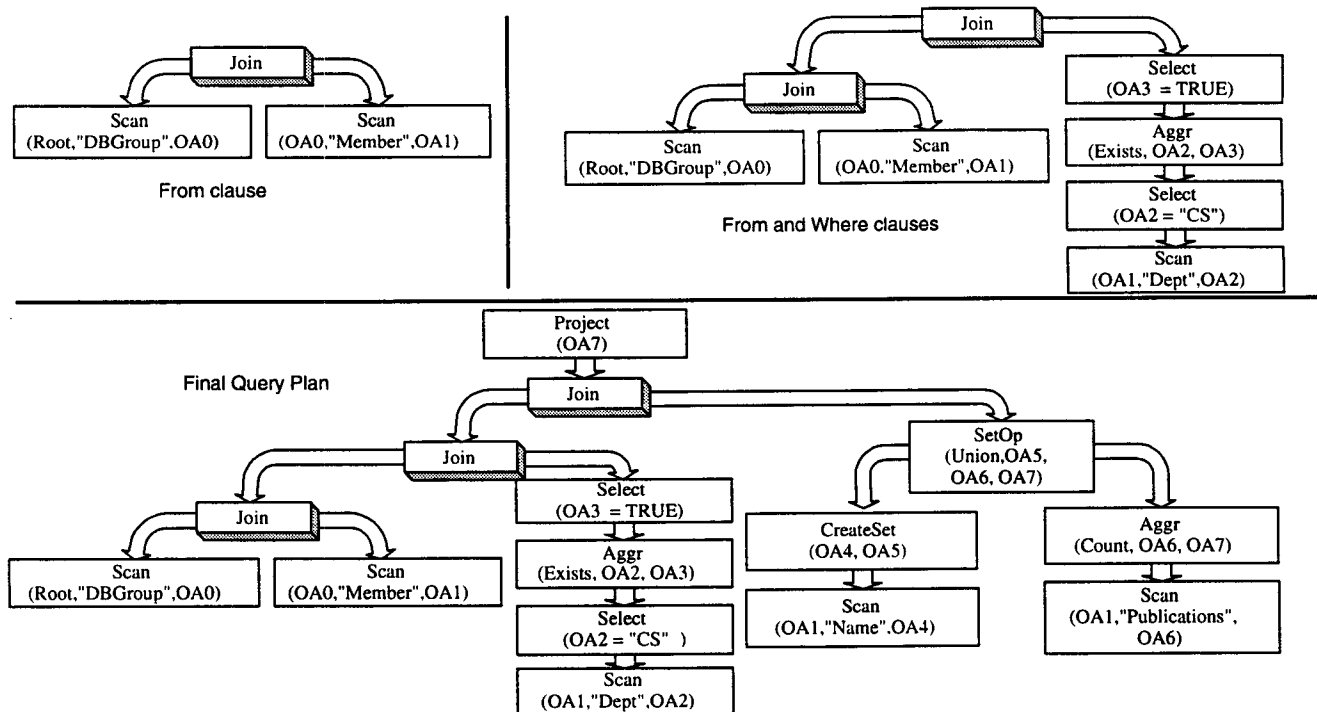 Join
Scan
(Root,"DBGroup",OA0)
Scan
(OA0,"Member",OA1)
From clause
Join
Join
Scan
(Root,"DBGroup",OA0)
Scan
(OA0."Member",OA1)
Select
(OA3 = TRUE)
Aggr
(Exists, OA2, OA3)
Select
(OA2 = "CS")
Scan
(OA1,"Dept",OA2)
From and Where clauses
Final Query Plan
Project
(OA7)
Join
Join
Join
Scan
(Root,"DBGroup",OA0)
Scan
(OA0,"Member",OA1)
Select
(OA3 = TRUE)
Aggr
(Exists, OA2, OA3)
Select
(OA2 = "CS" )
Scan
(OA1,"Dept",OA2)
SetOp
(Union,OA5,
OA6, OA7)
CreateSet
(OA4, OA5)
Scan
(OA1,"Name",OA4)
Aggr
(Count, OA6, OA7)
Scan
(OA1,"Publications",
OA6)